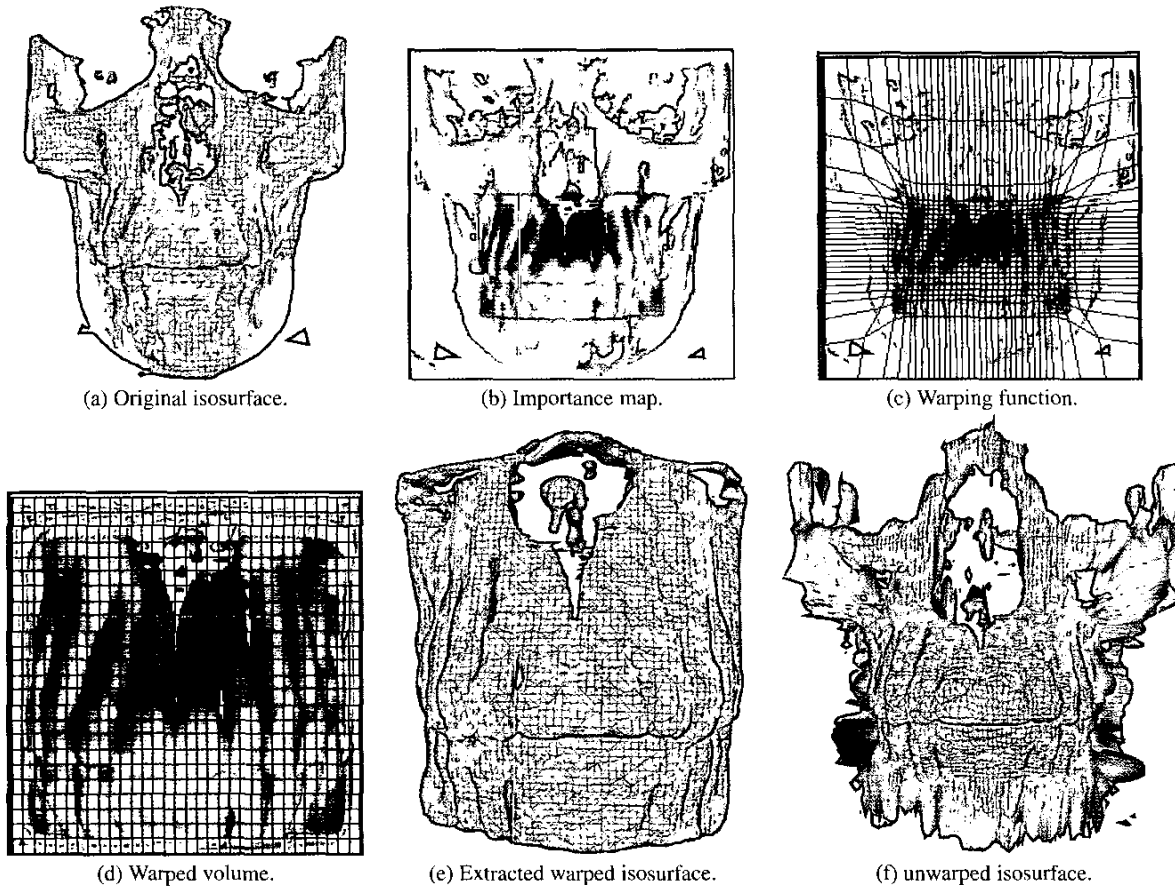 (a) Original isosurface.
(b) Importance map.
(c) Warping function.
(d) Warped volume.
(e) Extracted warped isosurface.
(f) unwarped isosurface.